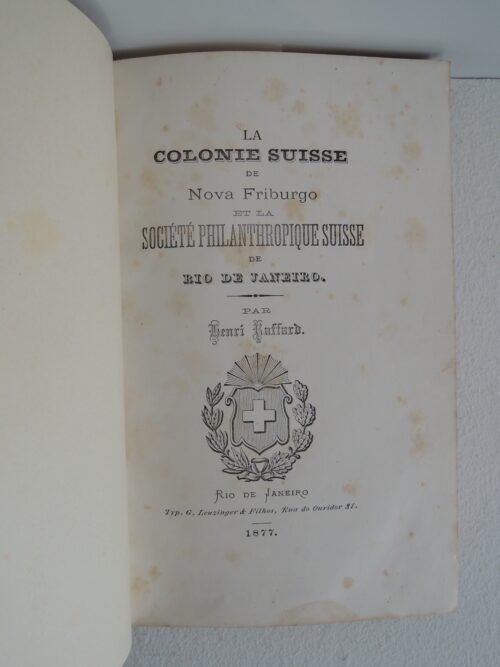 LA
COLONIE SUISSE
DE
Nova Friburgo
ET LA
SOCIÉTÉ PHILANTHROPIQUE SUISSE
DE
RIO DE JANEIRO.
PAR
Henri Raffard.
RIO DE JANEIRO
Typ. G. Leuzinger & Filhos, Rua do Ouvidor 31.
1877.